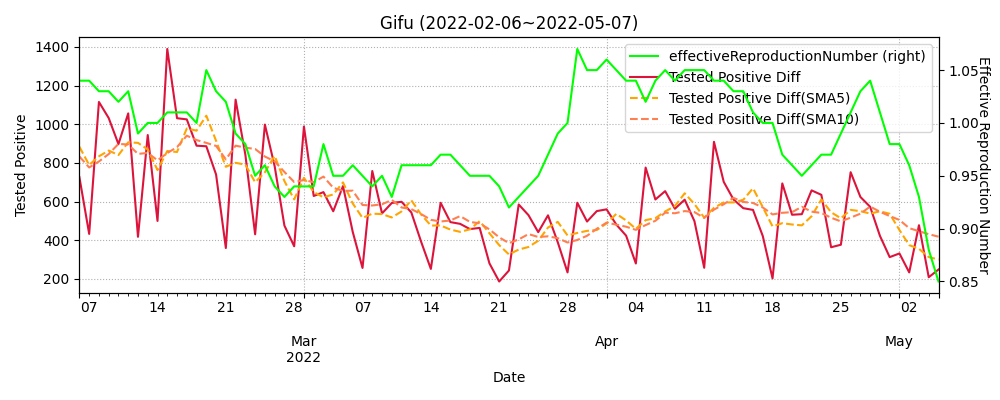 Gifu (2022-02-06~2022-05-07)
effectiveReproductionNumber (right)
Tested Positive Diff
Tested Positive Diff(SMA5)
Tested Positive Diff(SMA10)
Tested Positive
1400
1200
1000
800
600
400
200
Effective Reproduction Number
1.05
1.00
0.95
0.90
0.85
07 14 21 28 07 14 21 28 04 11 18 25 02
Mar Apr May
2022
Date